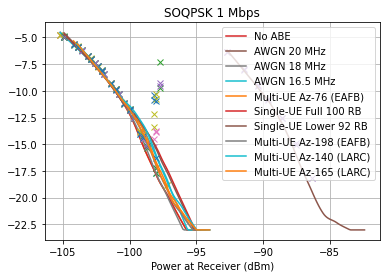 SOQPSK 1 Mbps
−5.0
−7.5
−10.0
−12.5
−15.0
−17.5
−20.0
−22.5
No ABE
AWGN 20 MHz
AWGN 18 MHz
AWGN 16.5 MHz
Multi-UE Az-76 (EAFB)
Single-UE Full 100 RB
Single-UE Lower 92 RB
Multi-UE Az-198 (EAFB)
Multi-UE Az-140 (LARC)
Multi-UE Az-165 (LARC)
−105 −100 −95 −90 −85
Power at Receiver (dBm)